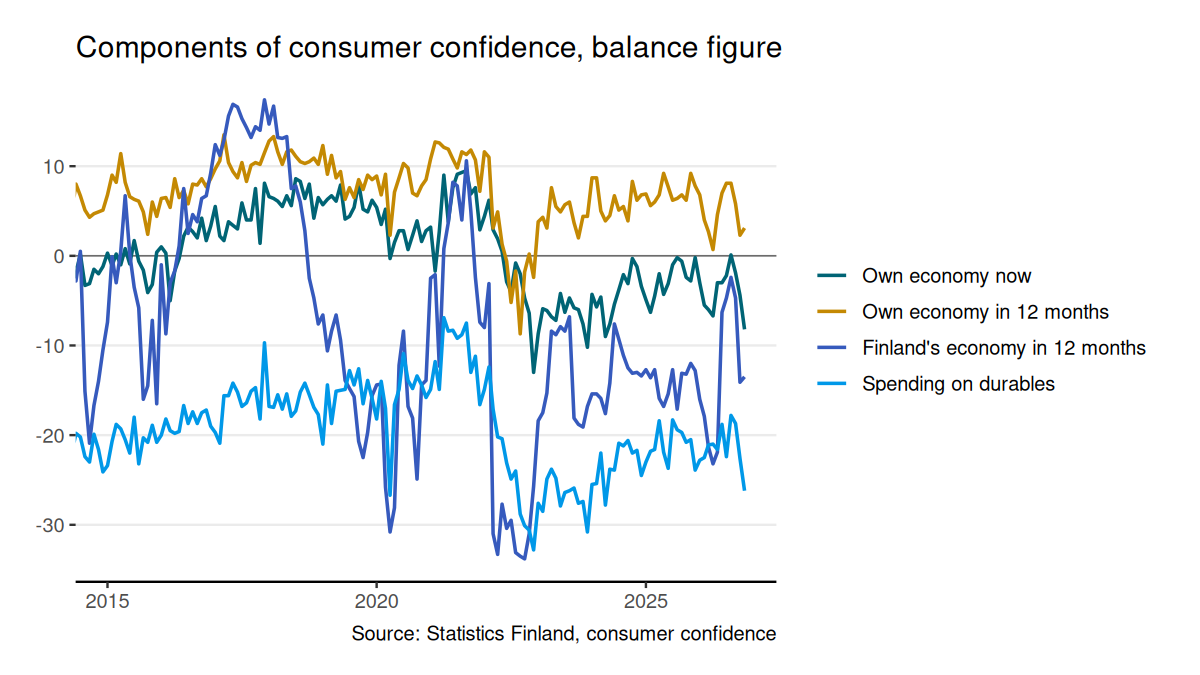 Components of consumer confidence, balance figure
10
0
-10
-20
-30
2015
2020
2025
Own economy now
Own economy in 12 months
Finland's economy in 12 months
Spending on durables
Source: Statistics Finland, consumer confidence